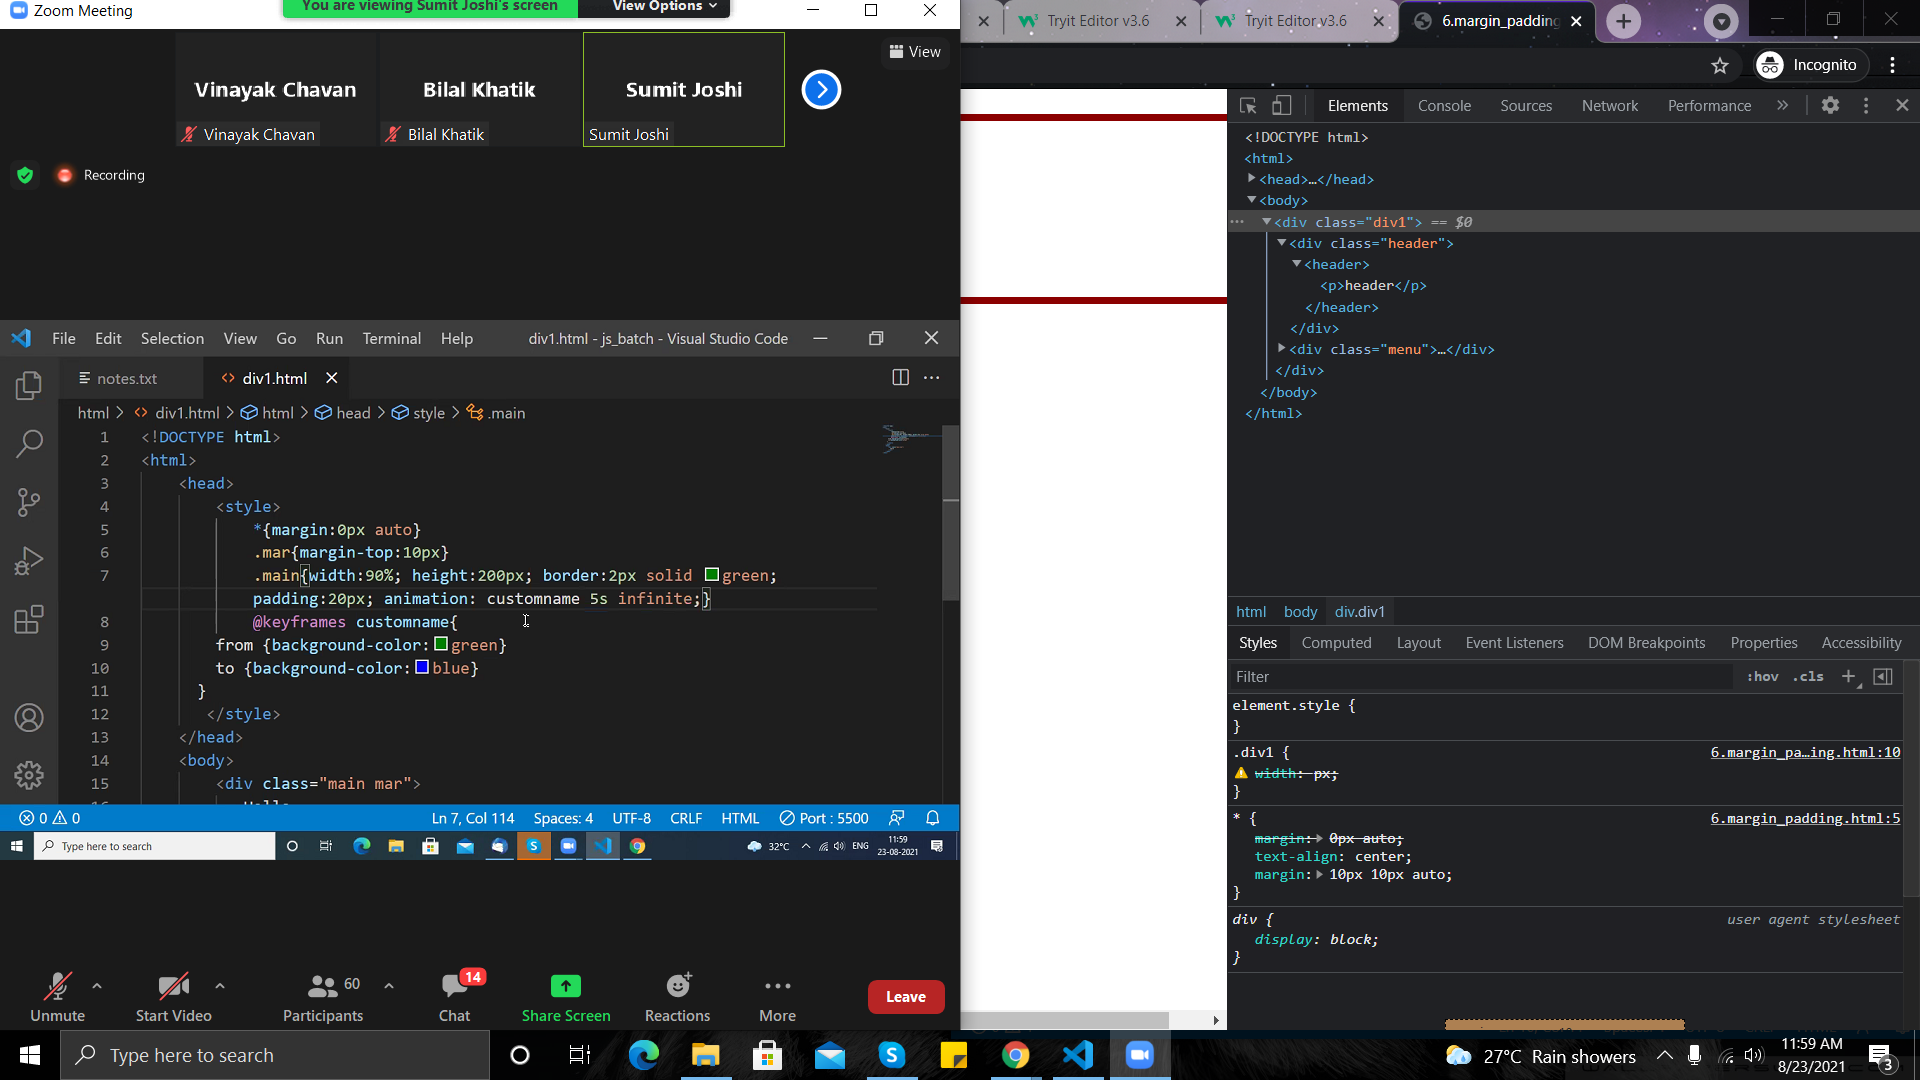 Zoom Meeting
You are viewing Sumit Joshi's screen
View Options
View
Vinayak Chavan
Bilal Khatik
Sumit Joshi
Vinayak Chavan
Bilal Khatik
Sumit Joshi
Recording
File Edit Selection View Go Run Terminal Help
div1.html - js_batch - Visual Studio Code
notes.txt
<> div1.html
html > <> div1.html > html > head > style > .main
1 <!DOCTYPE html>
2 <html>
3 <head>
4 <style>
5 *{margin:0px auto}
6 .mar{margin-top:10px}
7 .main{width:90%; height:200px; border:2px solid green;
padding:20px; animation: customname 5s infinite;}
8 @keyframes customname{
9 from {background-color:green}
10 to {background-color:blue}
11 }
12 </style>
13 </head>
14 <body>
15 <div class="main mar">
0 0
Ln 7, Col 114 Spaces: 4 UTF-8 CRLF HTML Port : 5500
Type here to search
32°C
ENG
11:59
23-08-2021
Unmute
Start Video
60
Participants
14
Chat
Share Screen
Reactions
More
Leave
Tryit Editor v3.6
Tryit Editor v3.6
6.margin_padding
Incognito
Elements Console Sources Network Performance
<!DOCTYPE html>
<html>
<head>…</head>
<body>
<div class="div1"> == $0
<div class="header">
<header>
<p>header</p>
</header>
</div>
<div class="menu">…</div>
</div>
</body>
</html>
html body div.div1
Styles Computed Layout Event Listeners DOM Breakpoints Properties Accessibility
Filter
:hov .cls
element.style {
}
.div1 {
6.margin_pa…ing.html:10
width: px;
}
* {
6.margin_padding.html:5
margin: 0px auto;
text-align: center;
margin: 10px 10px auto;
}
div {
user agent stylesheet
display: block;
}
Type here to search
27°C Rain showers
11:59 AM
8/23/2021
3